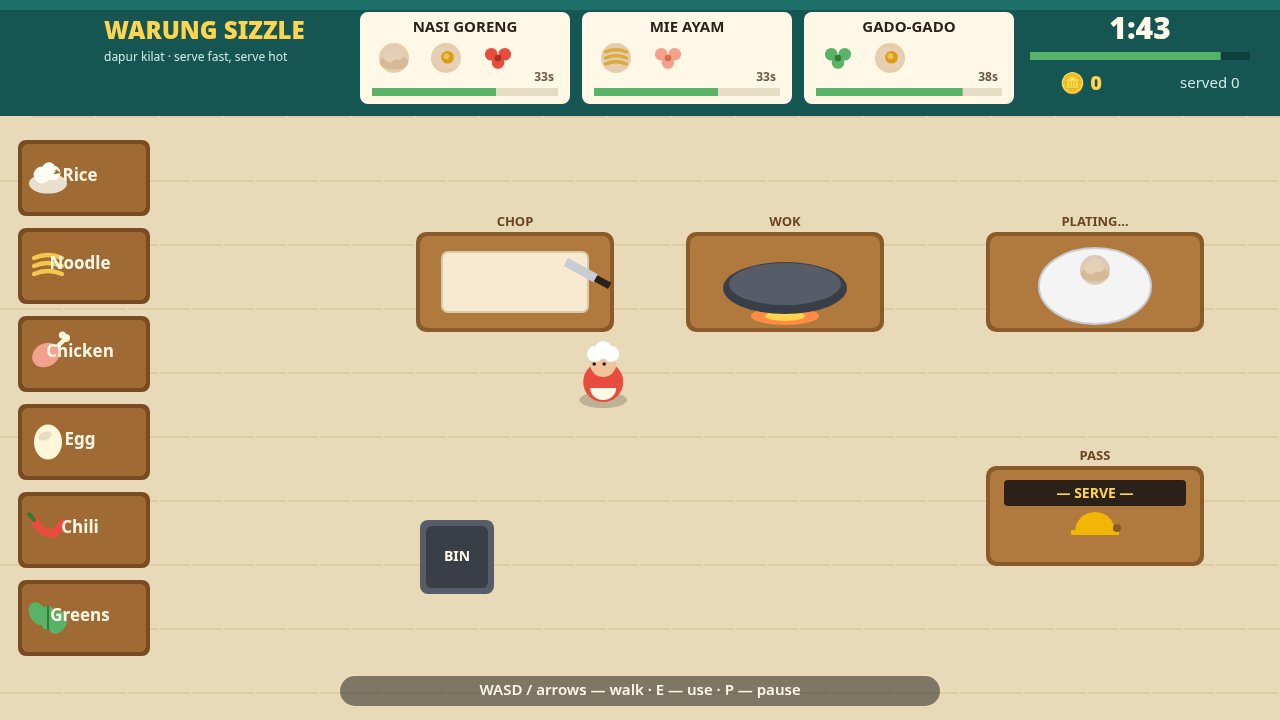 WARUNG SIZZLE
dapur kilat · serve fast, serve hot
NASI GORENG
33s
MIE AYAM
33s
GADO-GADO
38s
1:43
0
served 0
Rice
Noodle
Chicken
Egg
Chili
Greens
CHOP
WOK
PLATING...
PASS
— SERVE —
BIN
WASD / arrows — walk · E — use · P — pause